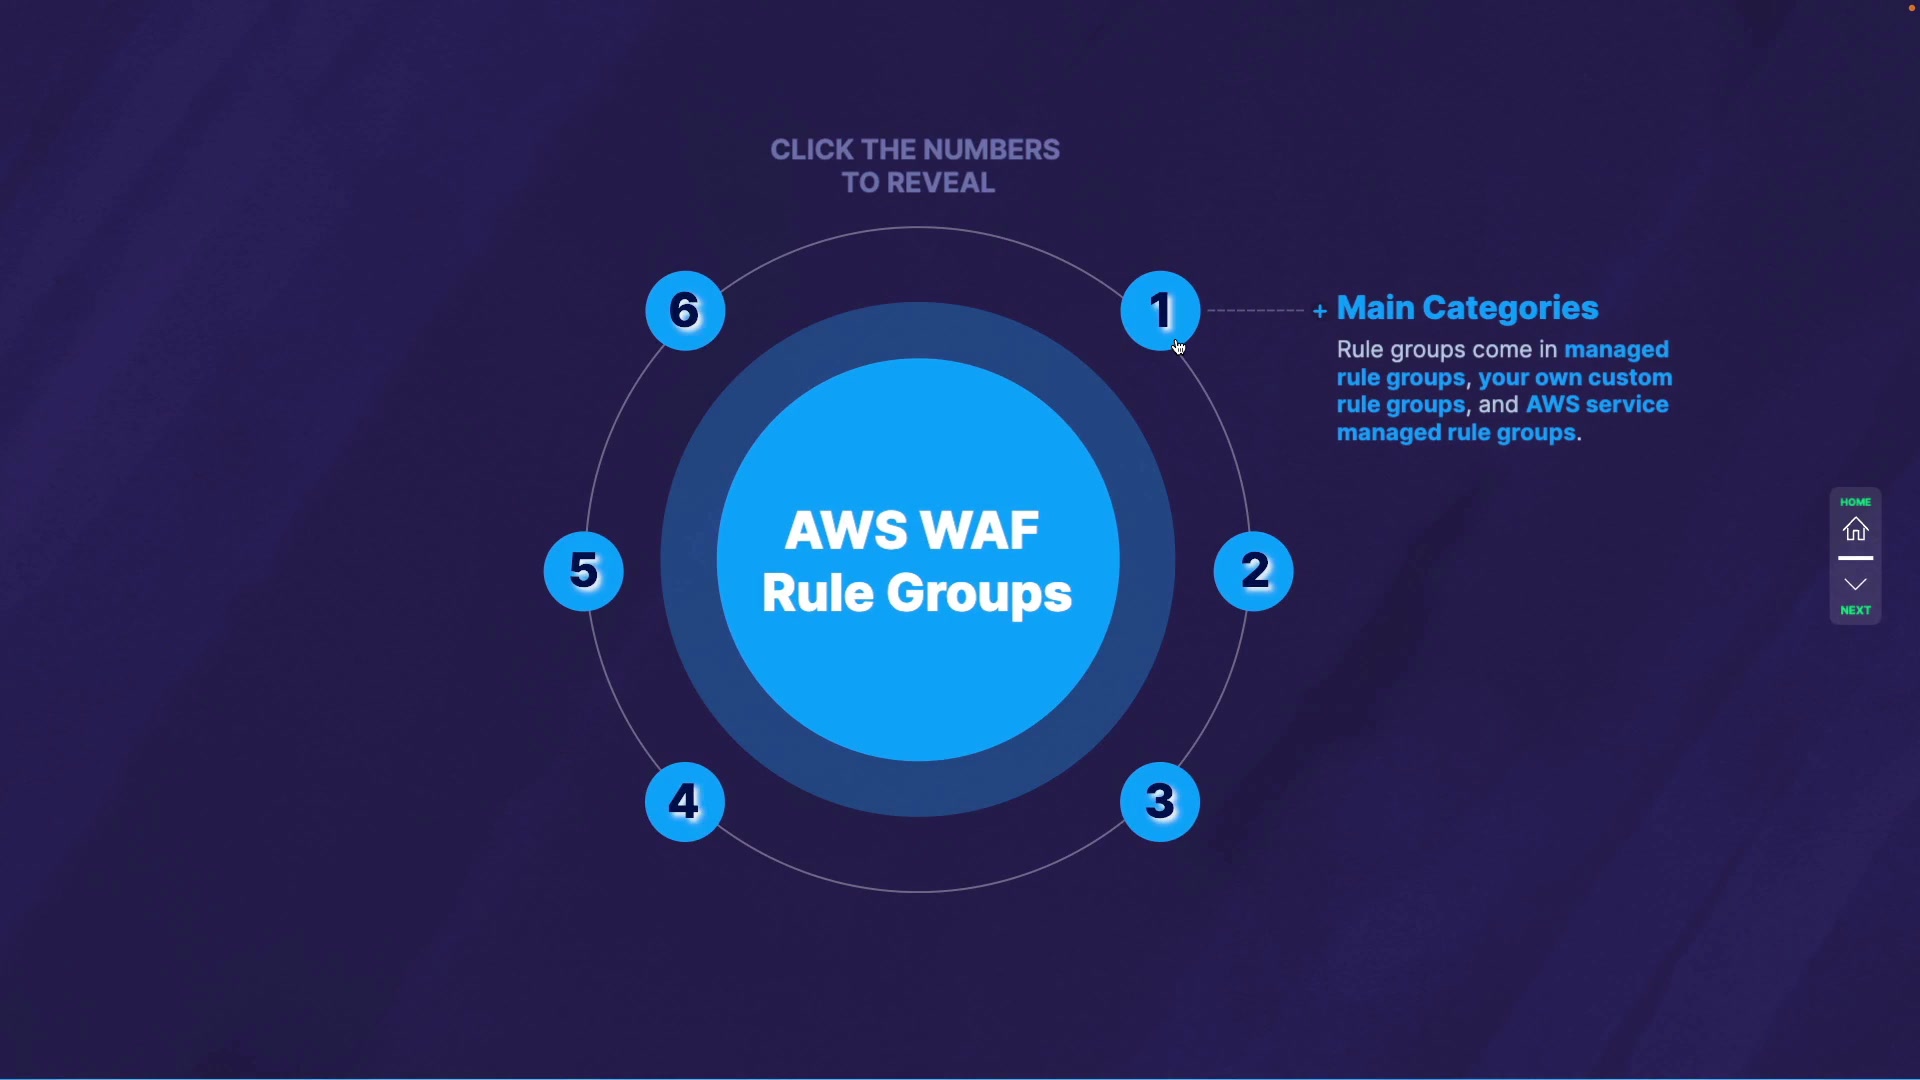 CLICK THE NUMBERS
TO REVEAL
6
1
+ Main Categories
Rule groups come in managed
rule groups, your own custom
rule groups, and AWS service
managed rule groups.
AWS WAF
Rule Groups
5
2
4
3
HOME
NEXT